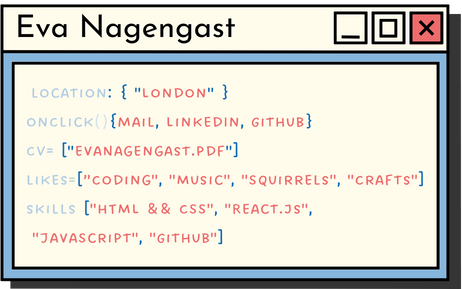 Eva Nagengast
LOCATION: { "LONDON" }
ONCLICK(){MAIL, LINKEDIN, GITHUB}
CV= ["EVANAGENGAST.PDF"]
LIKES=["CODING", "MUSIC", "SQUIRRELS", "CRAFTS"]
SKILLS ["HTML && CSS", "REACT.JS",
"JAVASCRIPT", "GITHUB"]